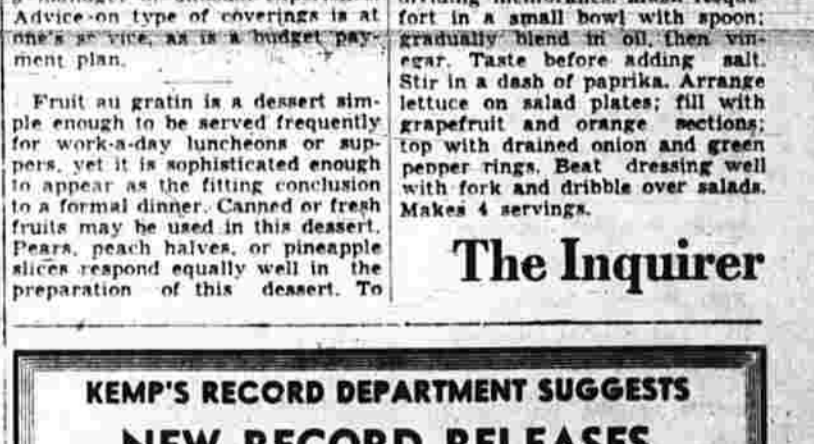 Advice on type of coverings is at
one's se vice, as is a budget pay-
ment plan.
Fruit au gratin is a dessert sim-
ple enough to be served frequently
for work-a-day luncheons or sup-
pers, yet it is sophisticated enough
to appear as the fitting conclusion
to a formal dinner. Canned or fresh
fruits may be used in this dessert.
Pears, peach halves, or pineapple
slices respond equally well in the
preparation of this dessert. To
fort in a small bowl with spoon;
gradually blend in oil, then vin-
egar. Taste before adding salt.
Stir in a dash of paprika. Arrange
lettuce on salad plates; fill with
grapefruit and orange sections;
top with drained onion and green
pepper rings. Beat dressing well
with fork and dribble over salads.
Makes 4 servings.
The Inquirer
KEMP'S RECORD DEPARTMENT SUGGESTS
NEW RECORD RELEASES